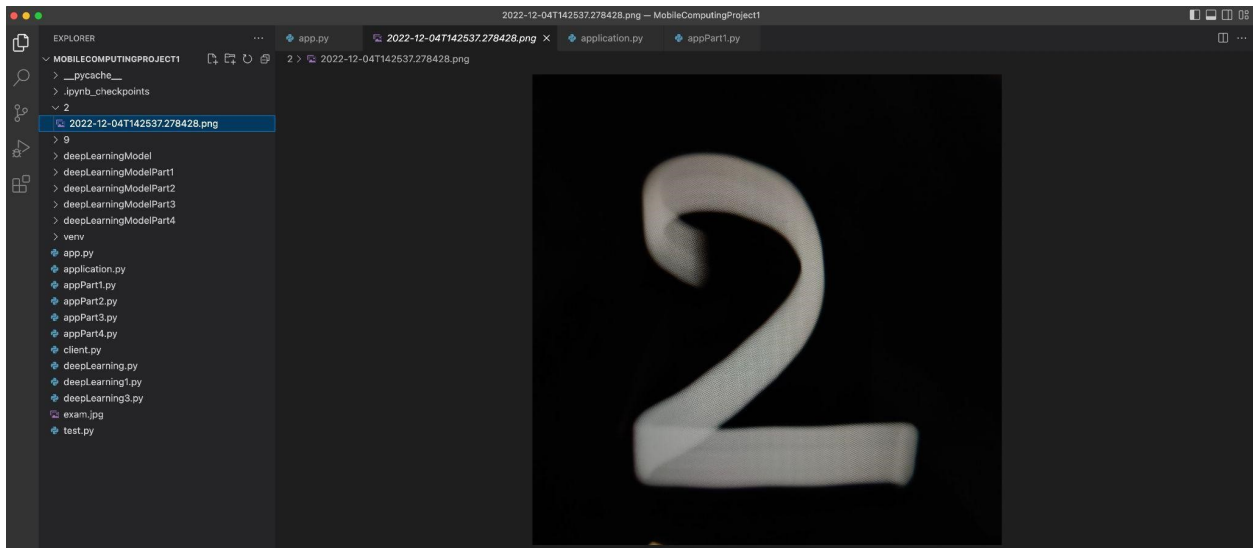 2022-12-04T142537.278428.png — MobileComputingProject1
EXPLORER
app.py
2022-12-04T142537.278428.png
application.py
appPart1.py
MOBILECOMPUTINGPROJECT1
2 > 2022-12-04T142537.278428.png
__pycache__
.ipynb_checkpoints
2
2022-12-04T142537.278428.png
9
deepLearningModel
deepLearningModelPart1
deepLearningModelPart2
deepLearningModelPart3
deepLearningModelPart4
venv
app.py
application.py
appPart1.py
appPart2.py
appPart3.py
appPart4.py
client.py
deepLearning.py
deepLearning1.py
deepLearning3.py
exam.jpg
test.py
2